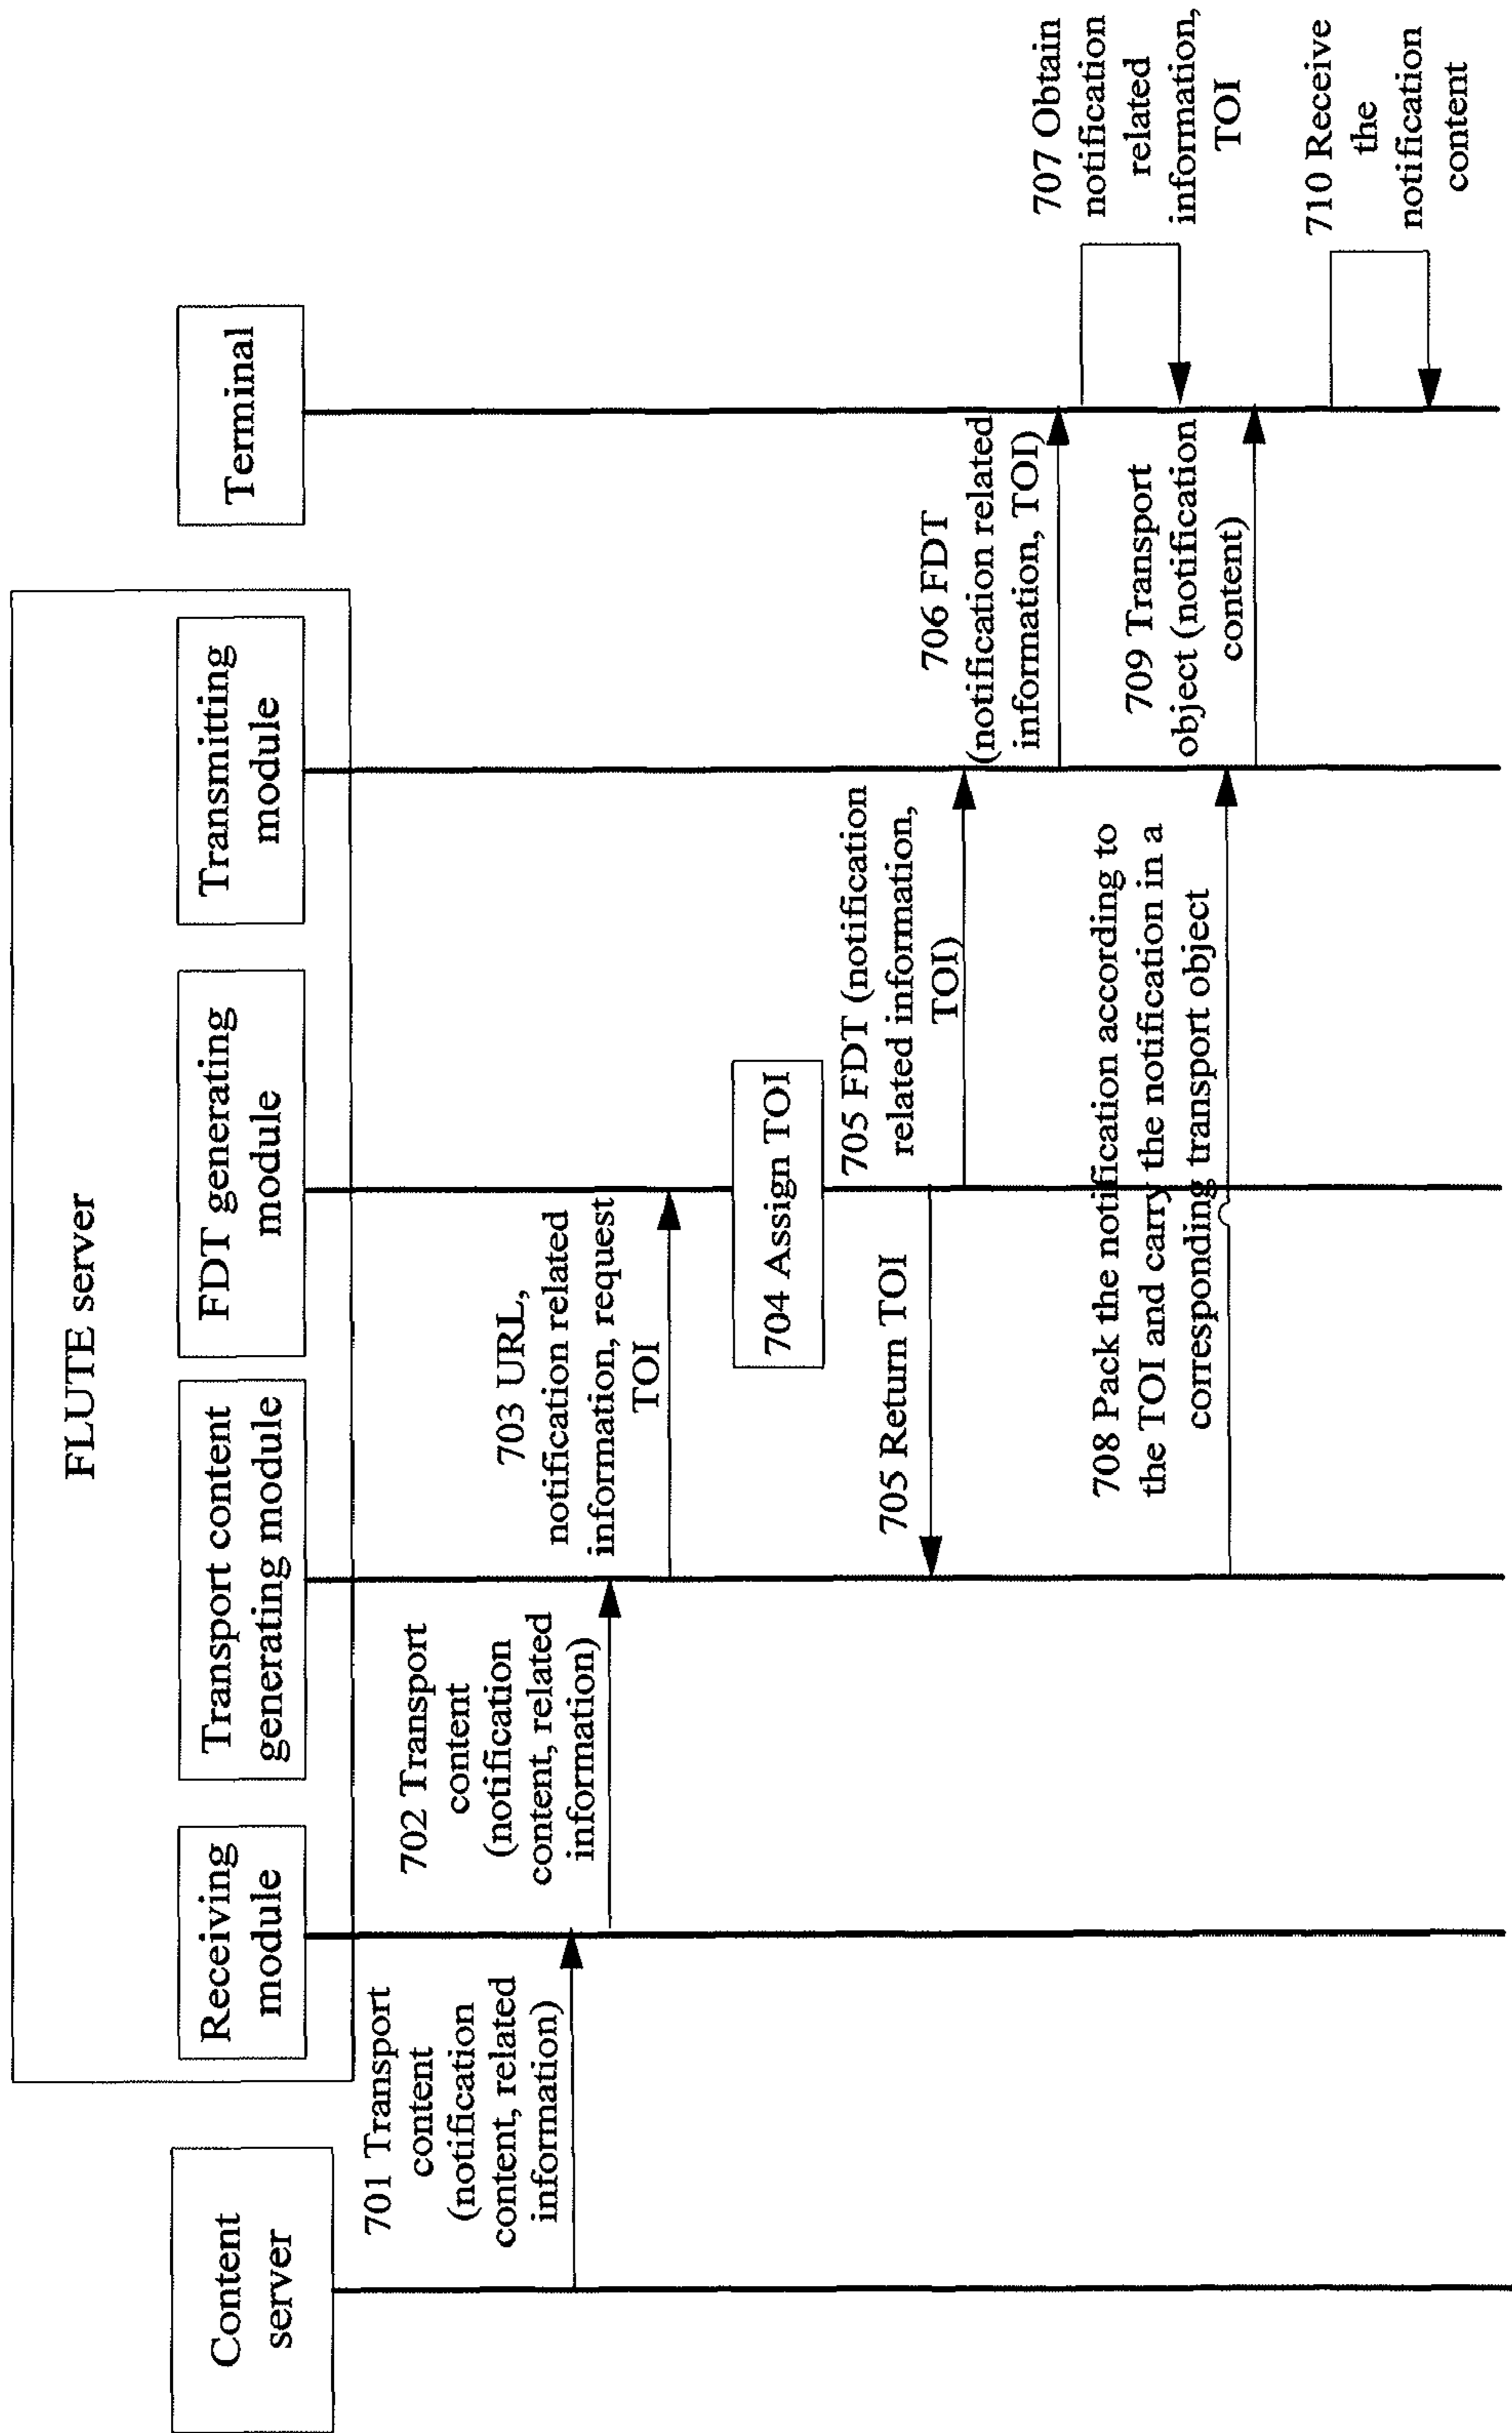 FLUTE server
Content
server
Receiving
module
Transport content
generating module
FDT generating
module
Transmitting
module
Terminal
701 Transport
content
(notification
content, related
information)
702 Transport
content
(notification
content, related
information)
703 URL,
notification related
information, request
TOI
704 Assign TOI
705 Return TOI
705 FDT (notification
related information,
TOI)
706 FDT
(notification related
information, TOI)
707 Obtain
notification
related
information,
TOI
708 Pack the notification according to
the TOI and carry the notification in a
corresponding transport object
709 Transport
object (notification
content)
710 Receive
the
notification
content